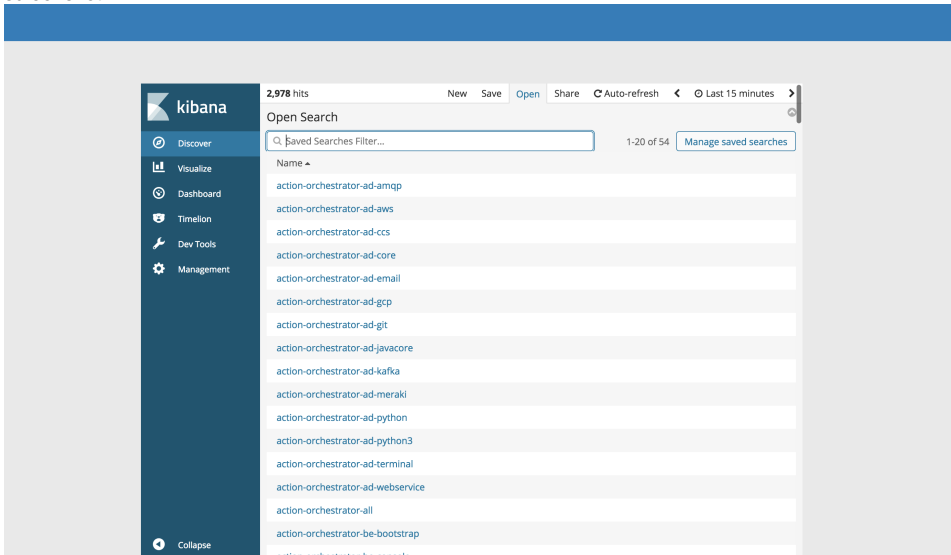 2,978 hits New Save Open Share Auto-refresh Last 15 minutes
kibana
Open Search
Saved Searches Filter... 1-20 of 54 Manage saved searches
Discover
Visualize
Dashboard
Timelion
Dev Tools
Management
Collapse
Name
action-orchestrator-ad-amqp
action-orchestrator-ad-aws
action-orchestrator-ad-ccs
action-orchestrator-ad-core
action-orchestrator-ad-email
action-orchestrator-ad-gcp
action-orchestrator-ad-git
action-orchestrator-ad-javacore
action-orchestrator-ad-kafka
action-orchestrator-ad-meraki
action-orchestrator-ad-python
action-orchestrator-ad-python3
action-orchestrator-ad-terminal
action-orchestrator-ad-webservice
action-orchestrator-all
action-orchestrator-be-bootstrap